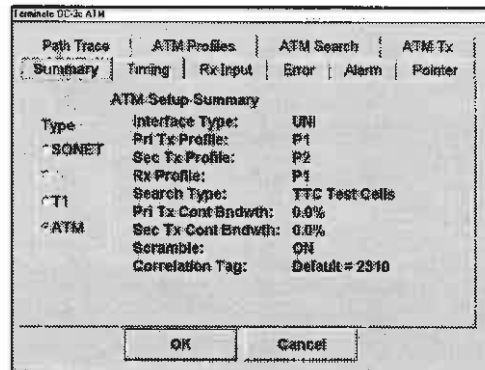 Terminate OC-3c ATM
Path Trace ATM Profiles ATM Search ATM Tx
Summary Timing Rx Input Error Alarm Pointer
ATM Setup Summary
Type
SONET
T1
ATM
Interface Type: UNI
Pri Tx Profile: P1
Sec Tx Profile: P2
Rx Profile: P1
Search Type: TTC Test Cells
Pri Tx Cont Bndwth: 0.0%
Sec Tx Cont Bndwth: 0.0%
Scramble: ON
Correlation Tag: Default = 2310
OK Cancel